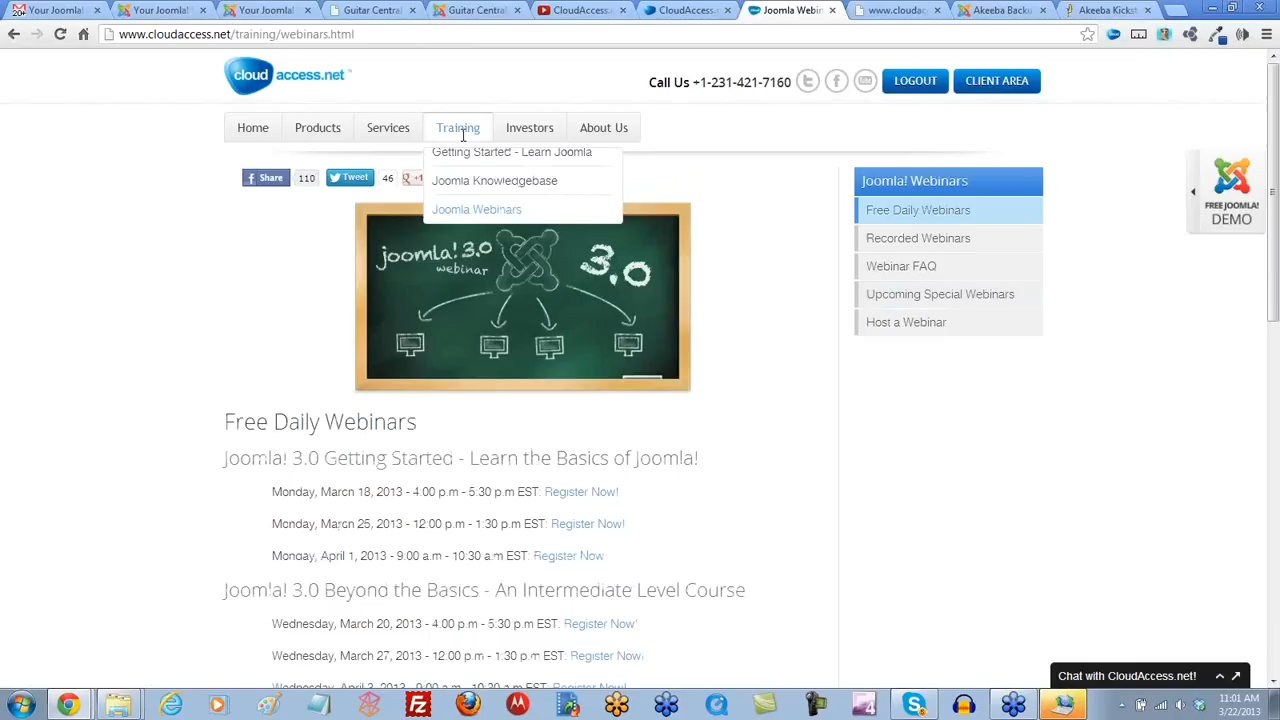 Your Joomla!
Your Joomla!
Your Joomla!
Guitar Central
Guitar Central
CloudAccess.
CloudAccess.
Joomla Webin
www.cloudac
Akeeba Backu
Akeeba Kickst
www.cloudaccess.net/training/webinars.html
cloud access.net™
Call Us +1-231-421-7160
LOGOUT
CLIENT AREA
Home
Products
Services
Training
Investors
About Us
Getting Started - Learn Joomla
Joomla Knowledgebase
Joomla Webinars
Share
110
Tweet
46
+1
joomla! 3.0
webinar
3.0
Joomla! Webinars
Free Daily Webinars
Recorded Webinars
Webinar FAQ
Upcoming Special Webinars
Host a Webinar
FREE JOOMLA!
DEMO
Free Daily Webinars
Joomla! 3.0 Getting Started - Learn the Basics of Joomla!
Monday, March 18, 2013 - 4:00 p.m - 5:30 p.m EST: Register Now!
Monday, March 25, 2013 - 12:00 p.m - 1:30 p.m EST: Register Now!
Monday, April 1, 2013 - 9:00 a.m - 10:30 a.m EST: Register Now
Joomla! 3.0 Beyond the Basics - An Intermediate Level Course
Wednesday, March 20, 2013 - 4:00 p.m - 5:30 p.m EST: Register Now!
Wednesday, March 27, 2013 - 12:00 p.m - 1:30 p.m EST: Register Now!
Chat with CloudAccess.net!
11:01 AM
3/22/2013